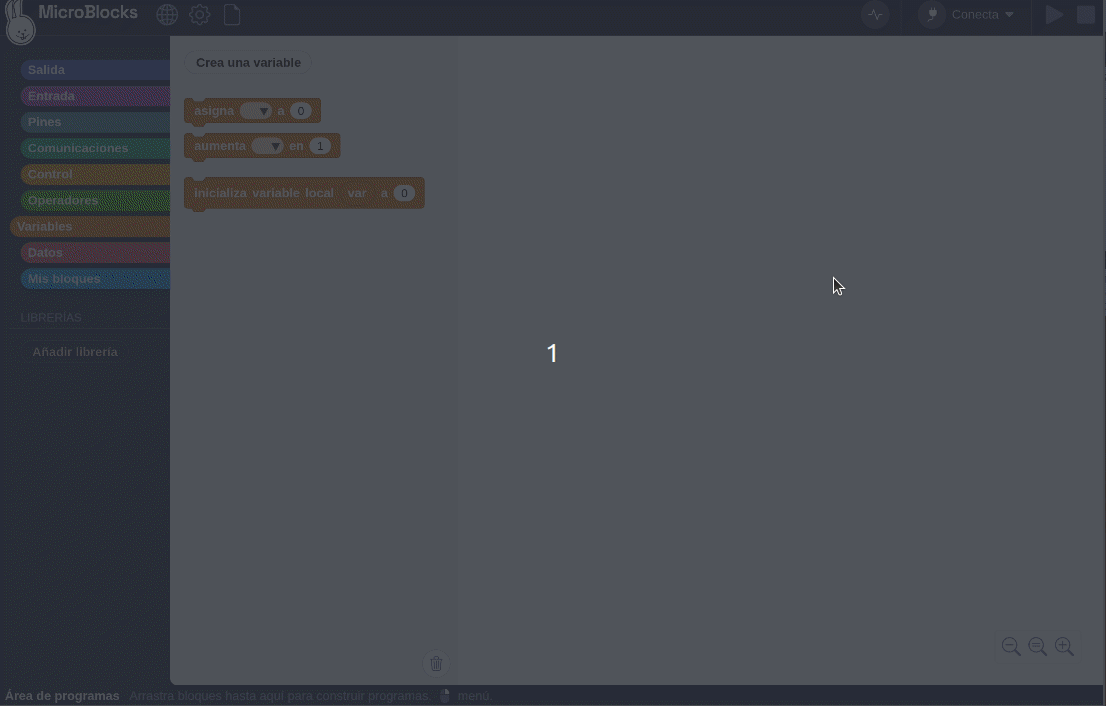 MicroBlocks
Conecta
Salida
Entrada
Pines
Comunicaciones
Control
Operadores
Variables
Datos
Mis bloques
LIBRERÍAS
Añadir librería
Crea una variable
asigna a 0
aumenta en 1
inicializa variable local var a 0
1
Área de programas Arrastra bloques hasta aquí para construir programas. menú.